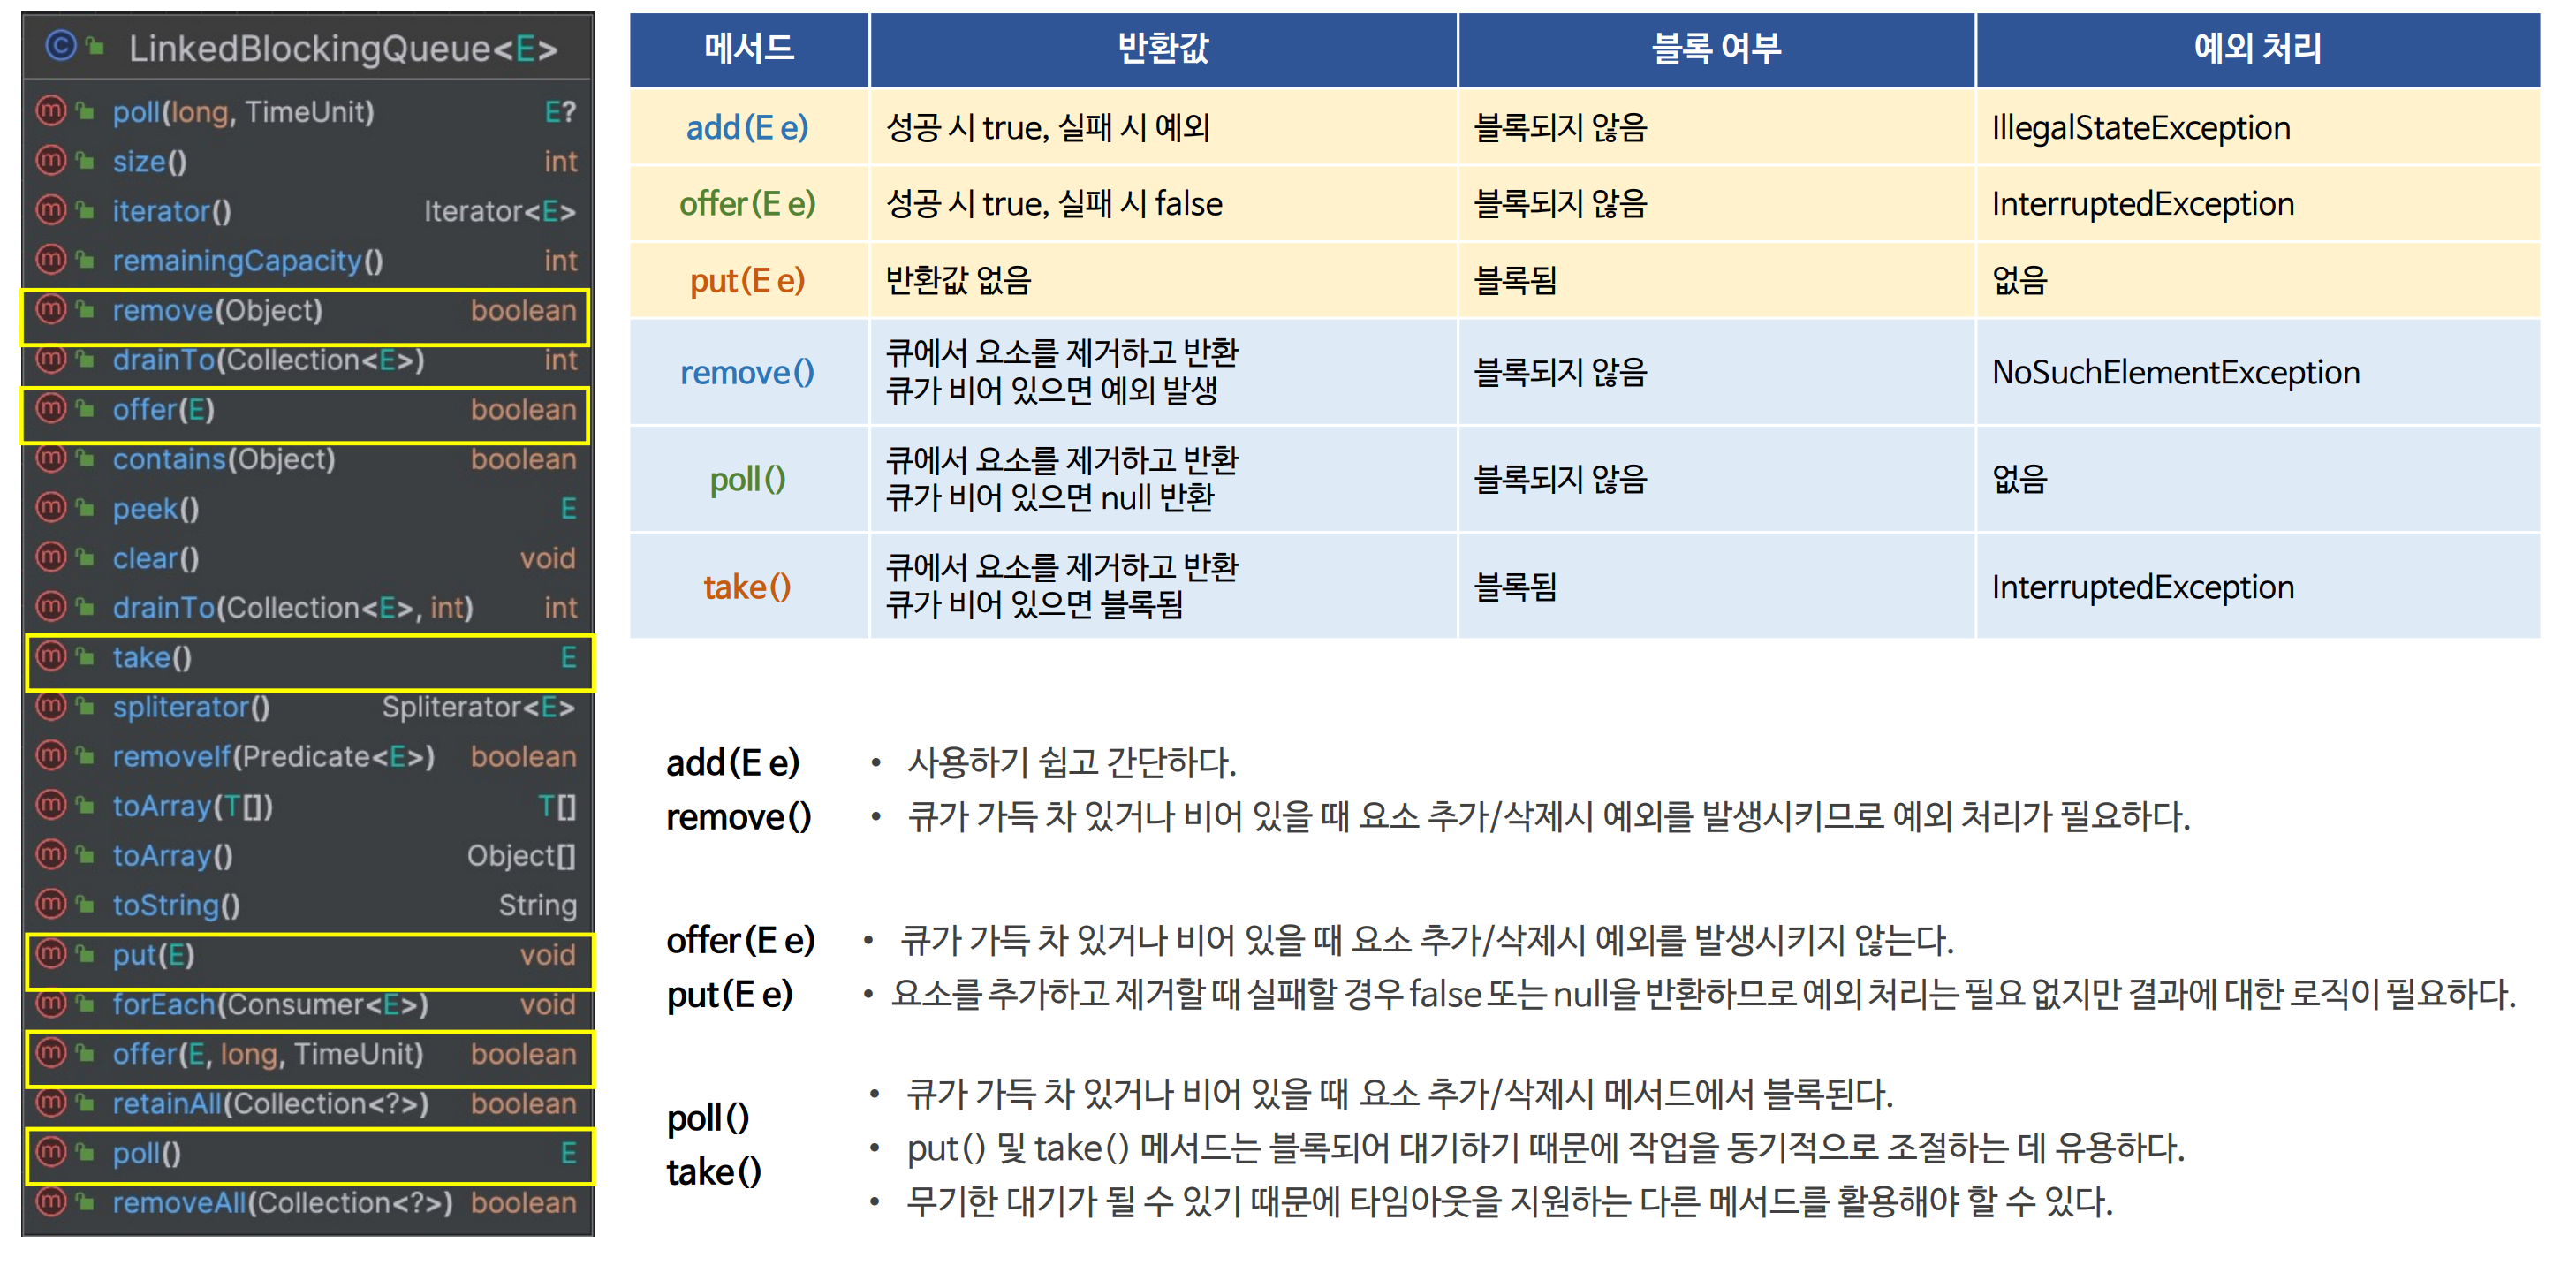 LinkedBlockingQueue<E>
poll(long, TimeUnit) E?
size() int
iterator() Iterator<E>
remainingCapacity() int
remove(Object) boolean
drainTo(Collection<E>) int
offer(E) boolean
contains(Object) boolean
peek() E
clear() void
drainTo(Collection<E>, int) int
take() E
spliterator() Spliterator<E>
removeIf(Predicate<E>) boolean
toArray(T[]) T[]
toArray() Object[]
toString() String
put(E) void
forEach(Consumer<E>) void
offer(E, long, TimeUnit) boolean
retainAll(Collection<?>) boolean
poll() E
removeAll(Collection<?>) boolean
메서드 반환값 블록 여부 예외 처리
add(E e) 성공 시 true, 실패 시 예외 블록되지 않음 IllegalStateException
offer(E e) 성공 시 true, 실패 시 false 블록되지 않음 InterruptedException
put(E e) 반환값 없음 블록됨 없음
remove() 큐에서 요소를 제거하고 반환
큐가 비어 있으면 예외 발생 블록되지 않음 NoSuchElementException
poll() 큐에서 요소를 제거하고 반환
큐가 비어 있으면 null 반환 블록되지 않음 없음
take() 큐에서 요소를 제거하고 반환
큐가 비어 있으면 블록됨 블록됨 InterruptedException
add(E e) • 사용하기 쉽고 간단하다.
remove() • 큐가 가득 차 있거나 비어 있을 때 요소 추가/삭제시 예외를 발생시키므로 예외 처리가 필요하다.
offer(E e) • 큐가 가득 차 있거나 비어 있을 때 요소 추가/삭제시 예외를 발생시키지 않는다.
put(E e) • 요소를 추가하고 제거할 때 실패할 경우 false 또는 null을 반환하므로 예외 처리는 필요 없지만 결과에 대한 로직이 필요하다.
poll()
take()
• 큐가 가득 차 있거나 비어 있을 때 요소 추가/삭제시 메서드에서 블록된다.
• put() 및 take() 메서드는 블록되어 대기하기 때문에 작업을 동기적으로 조절하는 데 유용하다.
• 무기한 대기가 될 수 있기 때문에 타임아웃을 지원하는 다른 메서드를 활용해야 할 수 있다.